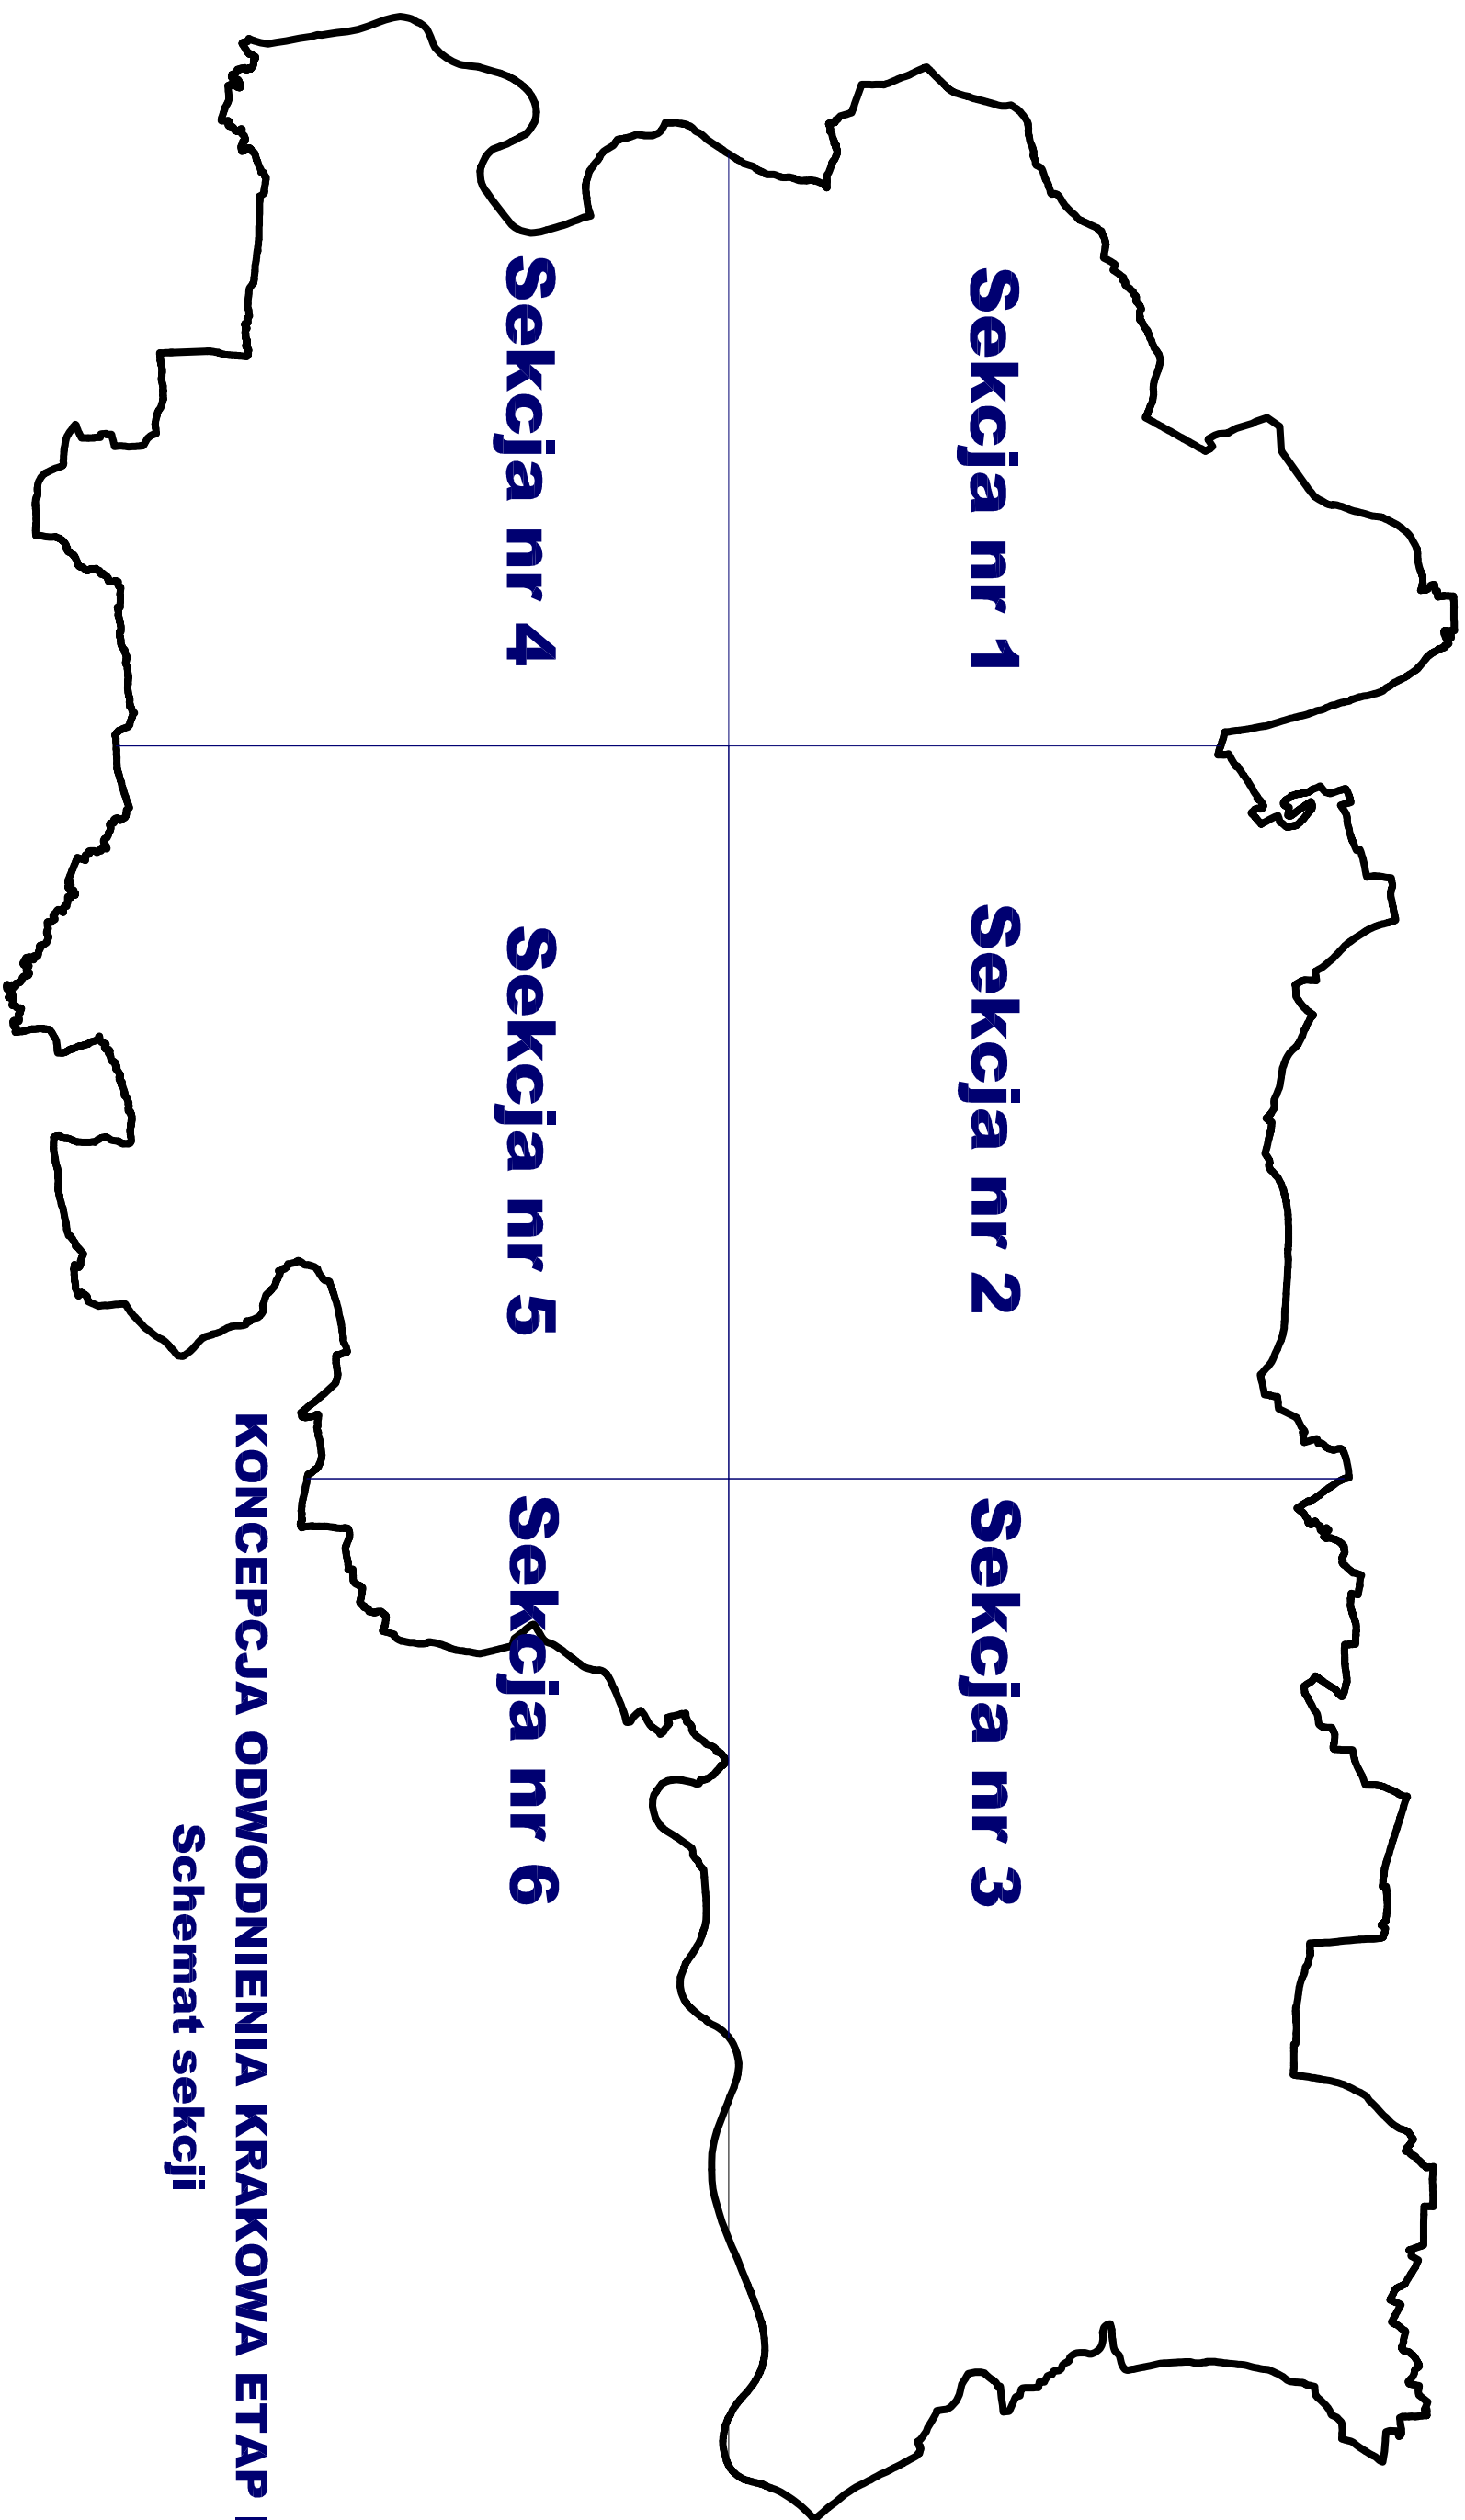 Sekcja nr 1
Sekcja nr 2
Sekcja nr 3
Sekcja nr 4
Sekcja nr 5
Sekcja nr 6
KONCEPCJA ODWODNIENIA KRAKOWA ETAP
Schemat sekcji